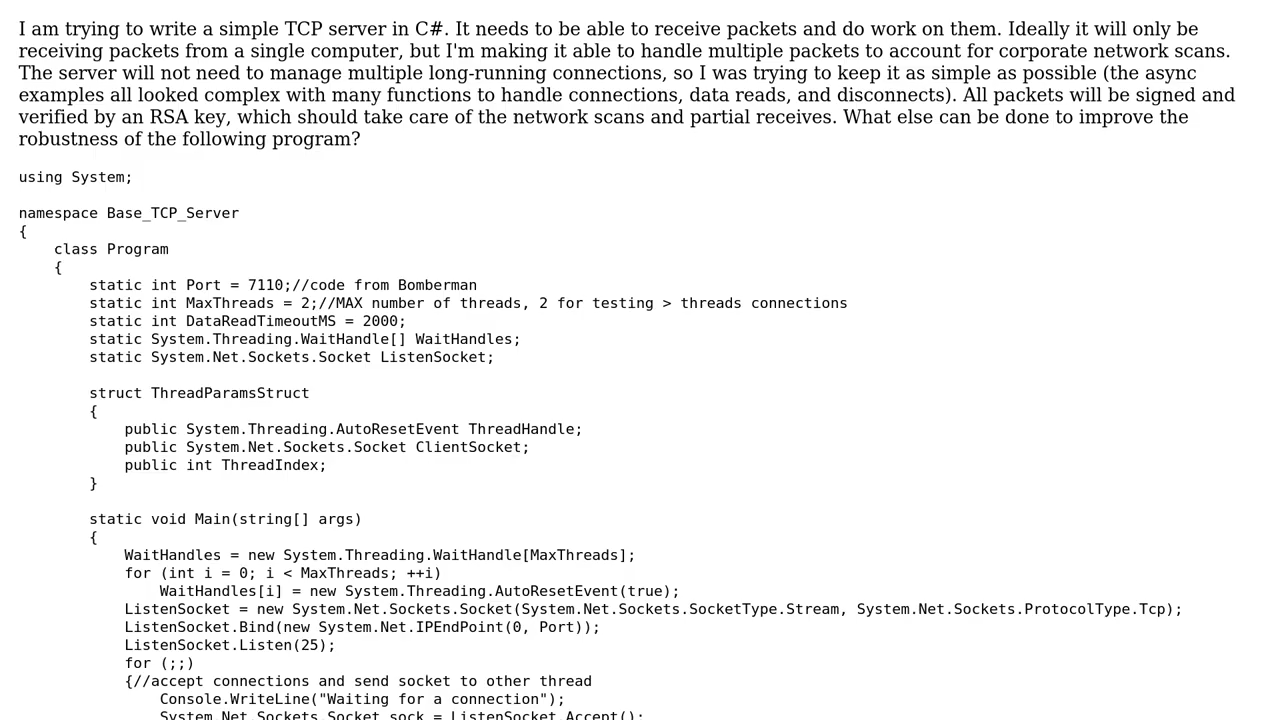 I am trying to write a simple TCP server in C#. It needs to be able to receive packets and do work on them. Ideally it will only be
receiving packets from a single computer, but I'm making it able to handle multiple packets to account for corporate network scans.
The server will not need to manage multiple long-running connections, so I was trying to keep it as simple as possible (the async
examples all looked complex with many functions to handle connections, data reads, and disconnects). All packets will be signed and
verified by an RSA key, which should take care of the network scans and partial receives. What else can be done to improve the
robustness of the following program?

using System;

namespace Base_TCP_Server
{
    class Program
    {
        static int Port = 7110;//code from Bomberman
        static int MaxThreads = 2;//MAX number of threads, 2 for testing > threads connections
        static int DataReadTimeoutMS = 2000;
        static System.Threading.WaitHandle[] WaitHandles;
        static System.Net.Sockets.Socket ListenSocket;

        struct ThreadParamsStruct
        {
            public System.Threading.AutoResetEvent ThreadHandle;
            public System.Net.Sockets.Socket ClientSocket;
            public int ThreadIndex;
        }

        static void Main(string[] args)
        {
            WaitHandles = new System.Threading.WaitHandle[MaxThreads];
            for (int i = 0; i < MaxThreads; ++i)
                WaitHandles[i] = new System.Threading.AutoResetEvent(true);
            ListenSocket = new System.Net.Sockets.Socket(System.Net.Sockets.SocketType.Stream, System.Net.Sockets.ProtocolType.Tcp);
            ListenSocket.Bind(new System.Net.IPEndPoint(0, Port));
            ListenSocket.Listen(25);
            for (;;)
            {//accept connections and send socket to other thread
                Console.WriteLine("Waiting for a connection");
                System.Net.Sockets.Socket sock = ListenSocket.Accept();